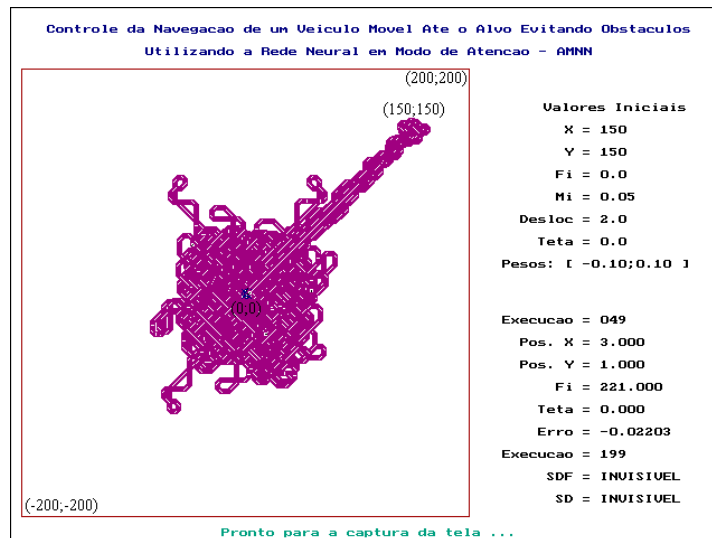 Controle da Navegacao de um Veiculo Movel Ate o Alvo Evitando Obstaculos
Utilizando a Rede Neural em Modo de Atencao - AMNN
(200;200)
(150;150)
(0,0)
(-200;-200)
Valores Iniciais
X = 150
Y = 150
Fi = 0.0
Mi = 0.05
Desloc = 2.0
Teta = 0.0
Pesos: [ -0.10;0.10 ]
Execucao = 049
Pos. X = 3.000
Pos. Y = 1.000
Fi = 221.000
Teta = 0.000
Erro = -0.02203
Execucao = 199
SDF = INVISIVEL
SD = INVISIVEL
Pronto para a captura da tela ...